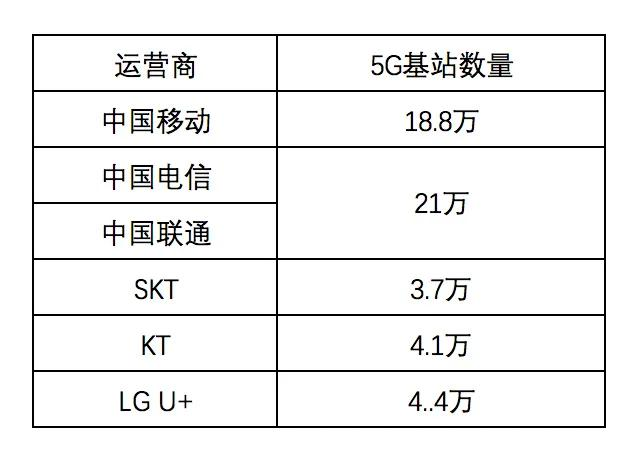 运营商 5G基站数量
中国移动 18.8万
中国电信
21万
中国联通
SKT 3.7万
KT 4.1万
LG U+ 4..4万